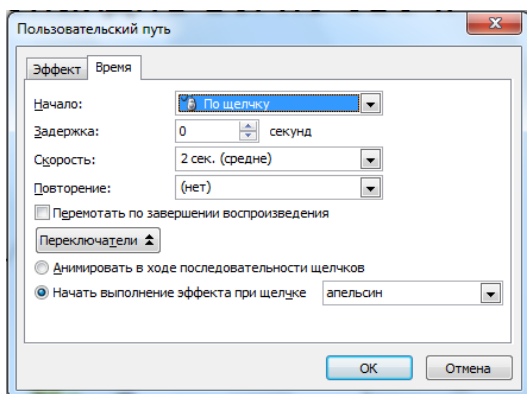 Пользовательский путь
Эффект Время
Начало: По щелчку
Задержка: 0 секунд
Скорость: 2 сек. (средне)
Повторение: (нет)
Перемотать по завершении воспроизведения
Переключатели
Анимировать в ходе последовательности щелчков
Начать выполнение эффекта при щелчке апельсин
ОК Отмена